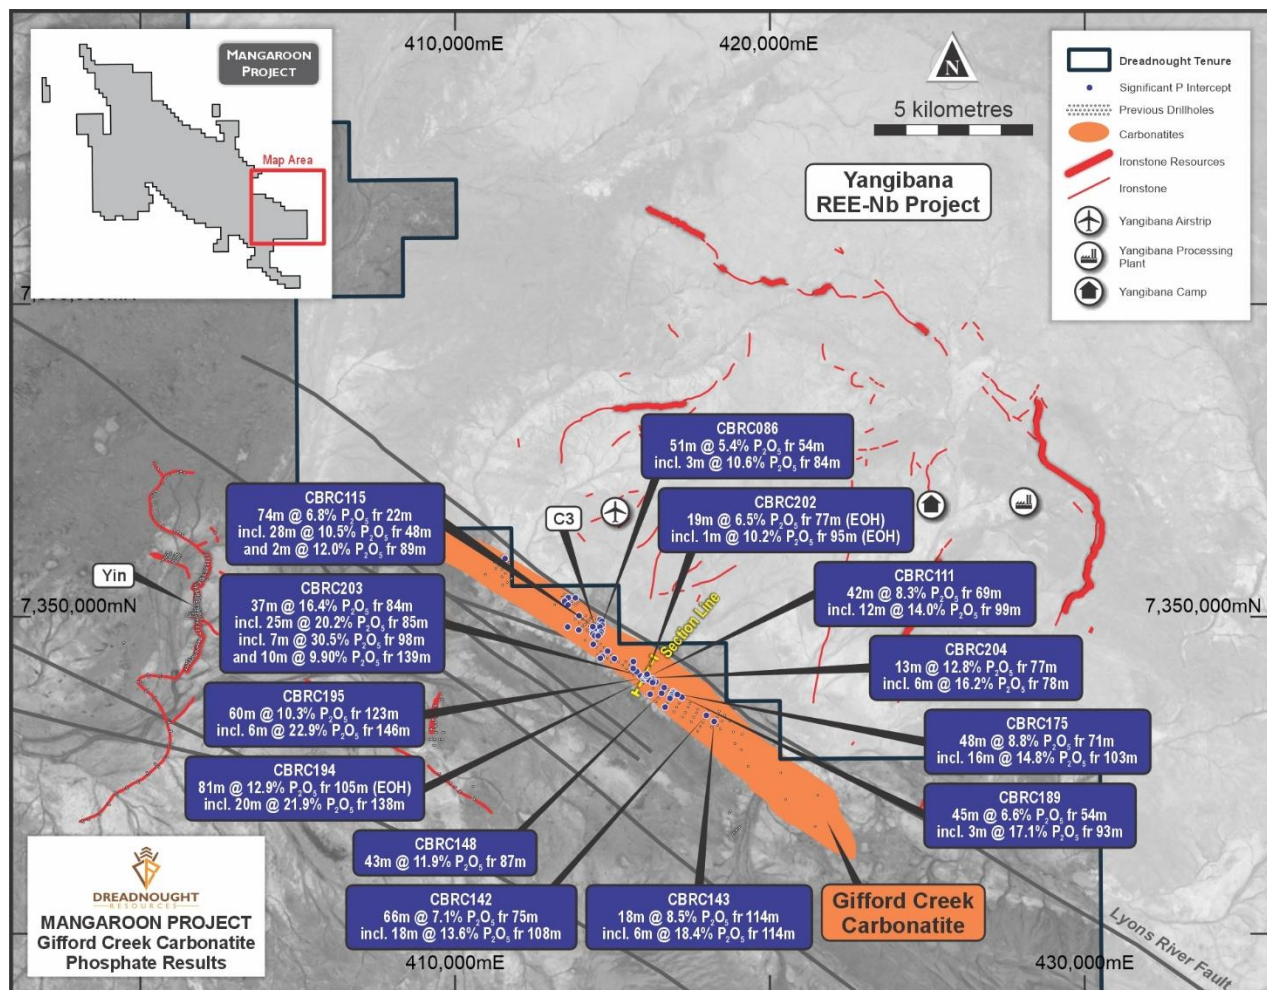 MANGAROON
PROJECT
Map Area
410,000mE
420,000mE
N
5 kilometres
Yangibana
REE-Nb Project
Dreadnought Tenure
Significant P Intercept
Previous Drillholes
Carbonatites
Ironstone Resources
Ironstone
Yangibana Airstrip
Yangibana Processing
Plant
Yangibana Camp
CBRC086
51m @ 5.4% P₂O₅ fr 54m
incl. 3m @ 10.6% P₂O₅ fr 84m
CBRC115
74m @ 6.8% P₂O₅ fr 22m
incl. 28m @ 10.5% P₂O₅ fr 48m
and 2m @ 12.0% P₂O₅ fr 89m
C3
CBRC202
19m @ 6.5% P₂O₅ fr 77m (EOH)
incl. 1m @ 10.2% P₂O₅ fr 95m (EOH)
Yin
CBRC111
42m @ 8.3% P₂O₅ fr 69m
incl. 12m @ 14.0% P₂O₅ fr 99m
7,350,000mN
7,350,000mN
CBRC203
37m @ 16.4% P₂O₅ fr 84m
incl. 25m @ 20.2% P₂O₅ fr 85m
incl. 7m @ 30.5% P₂O₅ fr 98m
and 10m @ 9.90% P₂O₅ fr 139m
Section Line
CBRC204
13m @ 12.8% P₂O₅ fr 77m
incl. 6m @ 16.2% P₂O₅ fr 78m
CBRC195
60m @ 10.3% P₂O₅ fr 123m
incl. 6m @ 22.9% P₂O₅ fr 146m
CBRC175
48m @ 8.8% P₂O₅ fr 71m
incl. 16m @ 14.8% P₂O₅ fr 103m
CBRC194
81m @ 12.9% P₂O₅ fr 105m (EOH)
incl. 20m @ 21.9% P₂O₅ fr 138m
CBRC189
45m @ 6.6% P₂O₅ fr 54m
incl. 3m @ 17.1% P₂O₅ fr 93m
CBRC148
43m @ 11.9% P₂O₅ fr 87m
CBRC142
66m @ 7.1% P₂O₅ fr 75m
incl. 18m @ 13.6% P₂O₅ fr 108m
CBRC143
18m @ 8.5% P₂O₅ fr 114m
incl. 6m @ 18.4% P₂O₅ fr 114m
Gifford Creek
Carbonatite
Lyons River Fault
DREADNOUGHT
RESOURCES
MANGAROON PROJECT
Gifford Creek Carbonatite
Phosphate Results
410,000mE
430,000mE